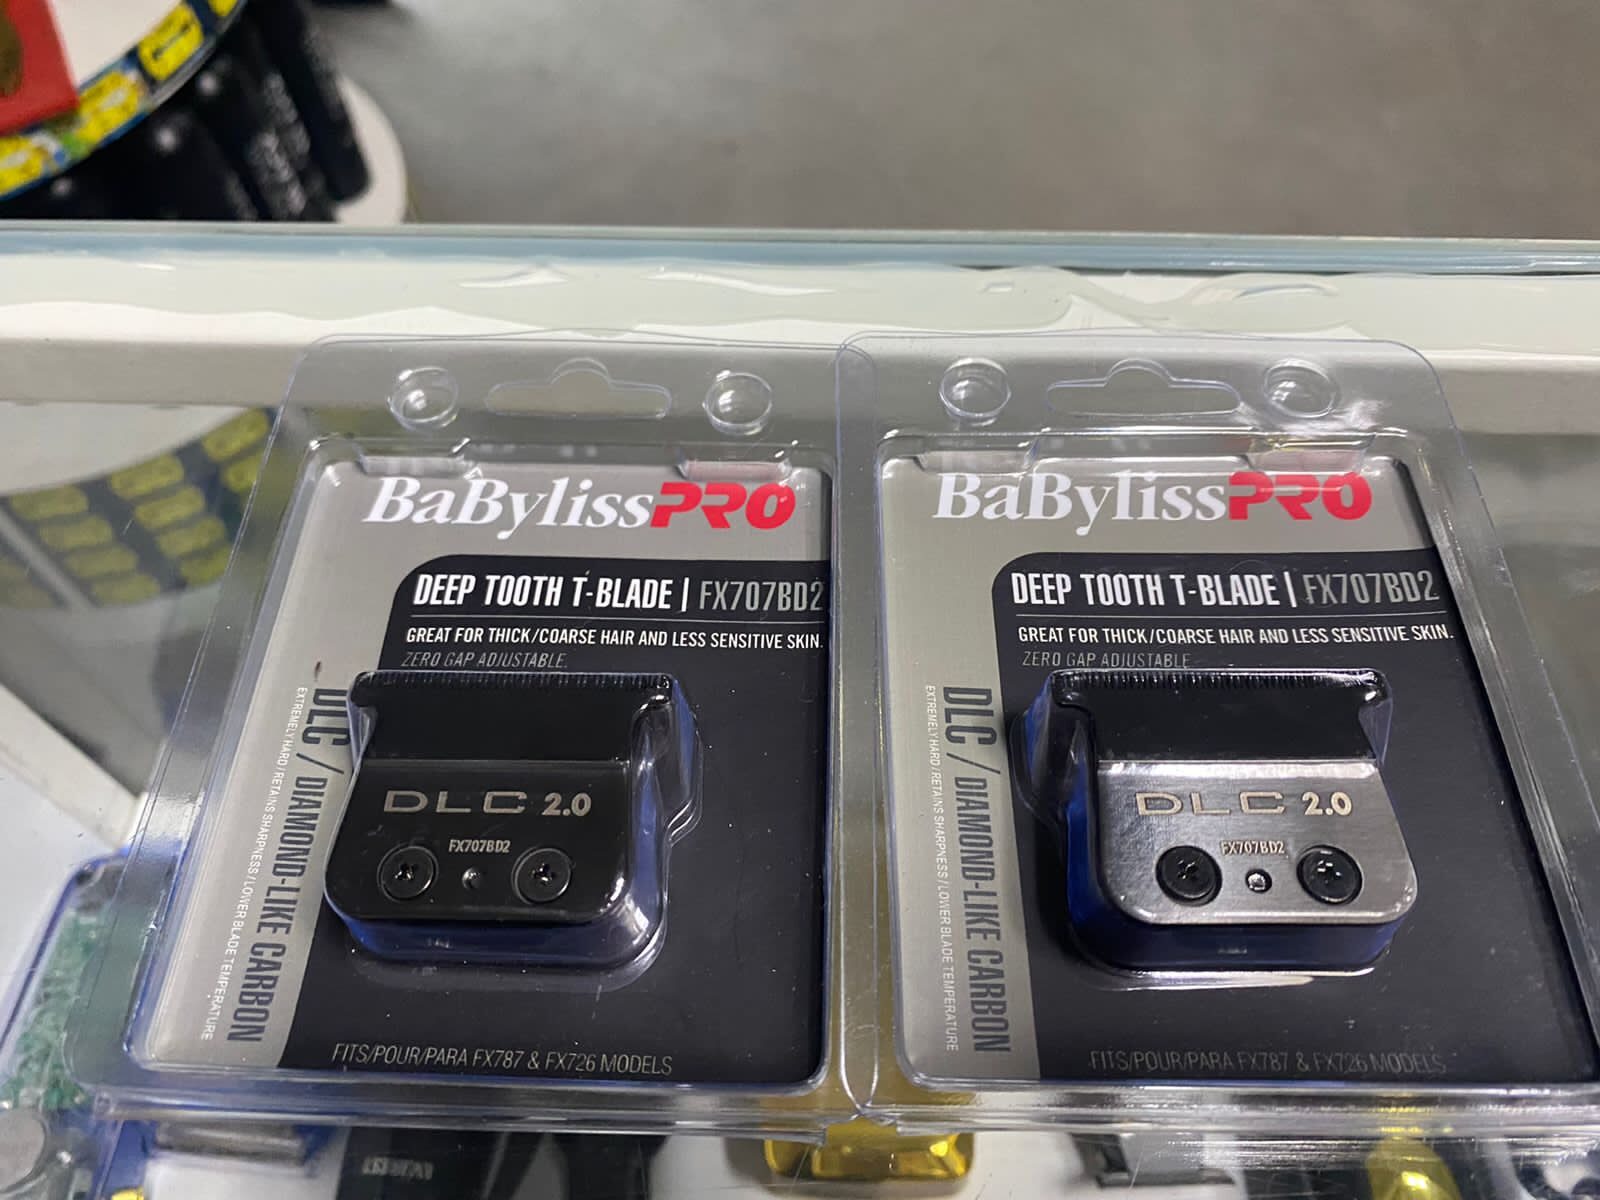 BaBylissPRO
DEEP TOOTH T-BLADE | FX707BD2
GREAT FOR THICK/COARSE HAIR AND LESS SENSITIVE SKIN.
ZERO GAP ADJUSTABLE.
DLC / DIAMOND-LIKE CARBON
EXTREMELY HARD / RETAINS SHARPNESS / LOWER BLADE TEMPERATURE
DLC 2.0
FX707BD2
FITS/POUR/PARA FX787 & FX726 MODELS
BaBylissPRO
DEEP TOOTH T-BLADE | FX707BD2
GREAT FOR THICK/COARSE HAIR AND LESS SENSITIVE SKIN.
ZERO GAP ADJUSTABLE
DLC / DIAMOND-LIKE CARBON
EXTREMELY HARD / RETAINS SHARPNESS / LOWER BLADE TEMPERATURE
DLC 2.0
FX707BD2
FITS/POUR/PARA FX787 & FX726 MODELS